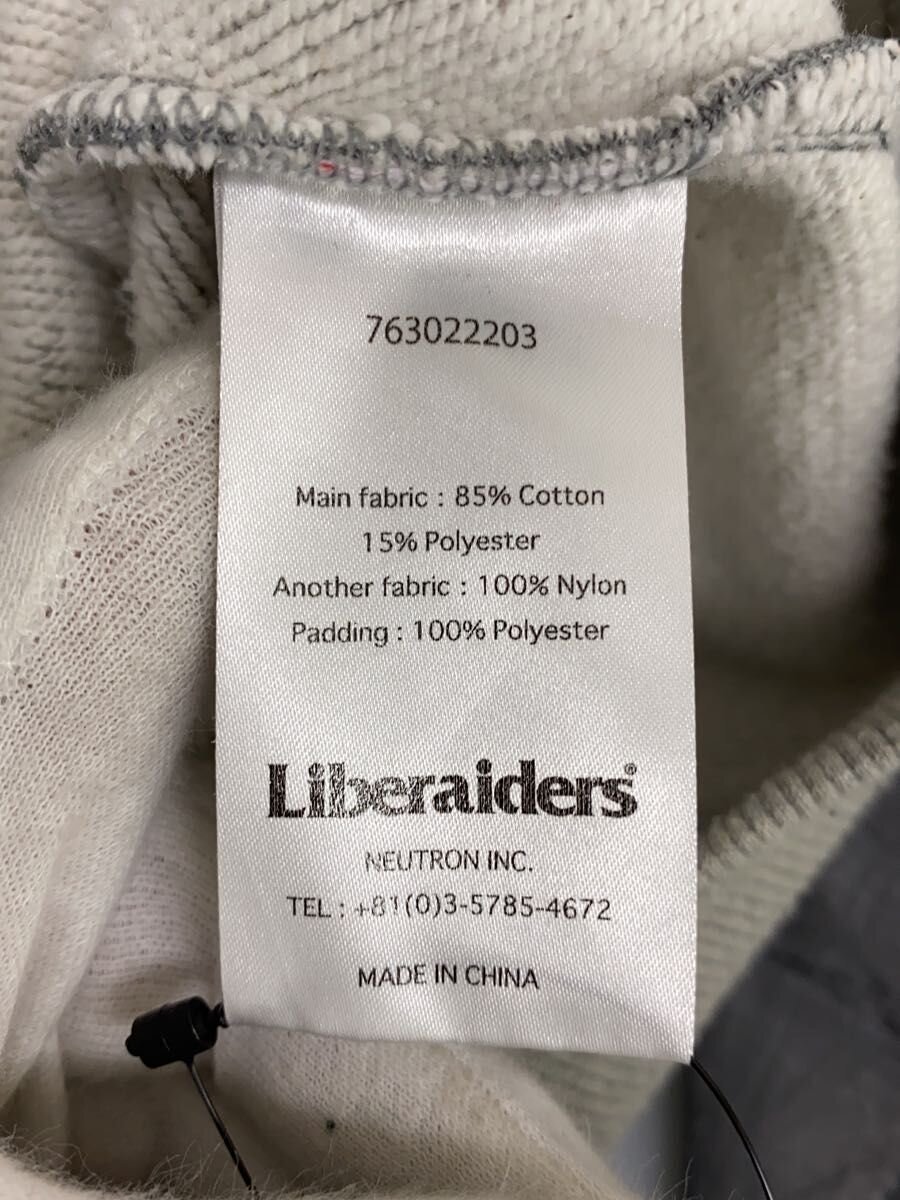 763022203
Main fabric : 85% Cotton
15% Polyester
Another fabric : 100% Nylon
Padding : 100% Polyester
Liberaiders®
NEUTRON INC.
TEL : +81(0)3-5785-4672
MADE IN CHINA